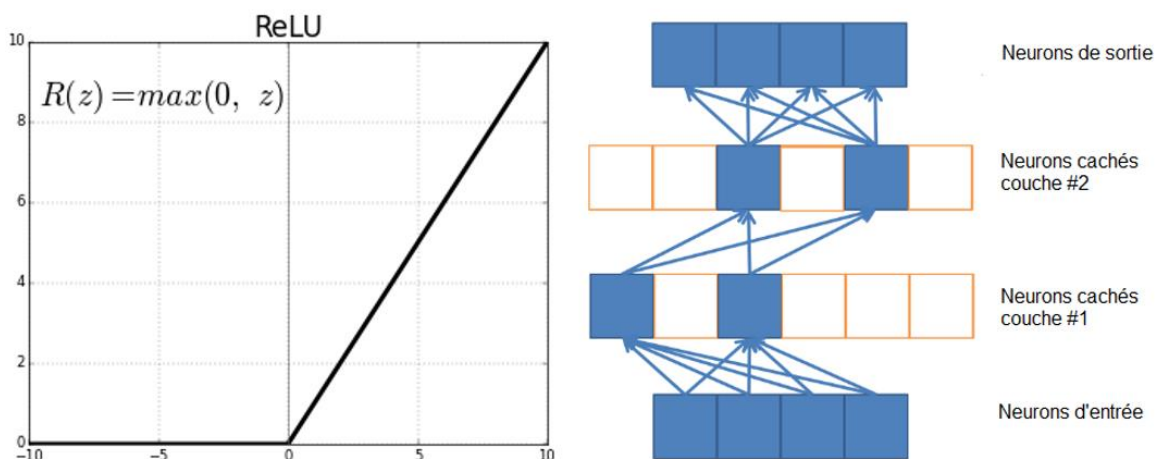 ReLU
R(z)=max(0, z)
10
8
6
4
2
0
−10
−5
0
5
10
Neurons de sortie
Neurons cachés
couche #2
Neurons cachés
couche #1
Neurons d'entrée